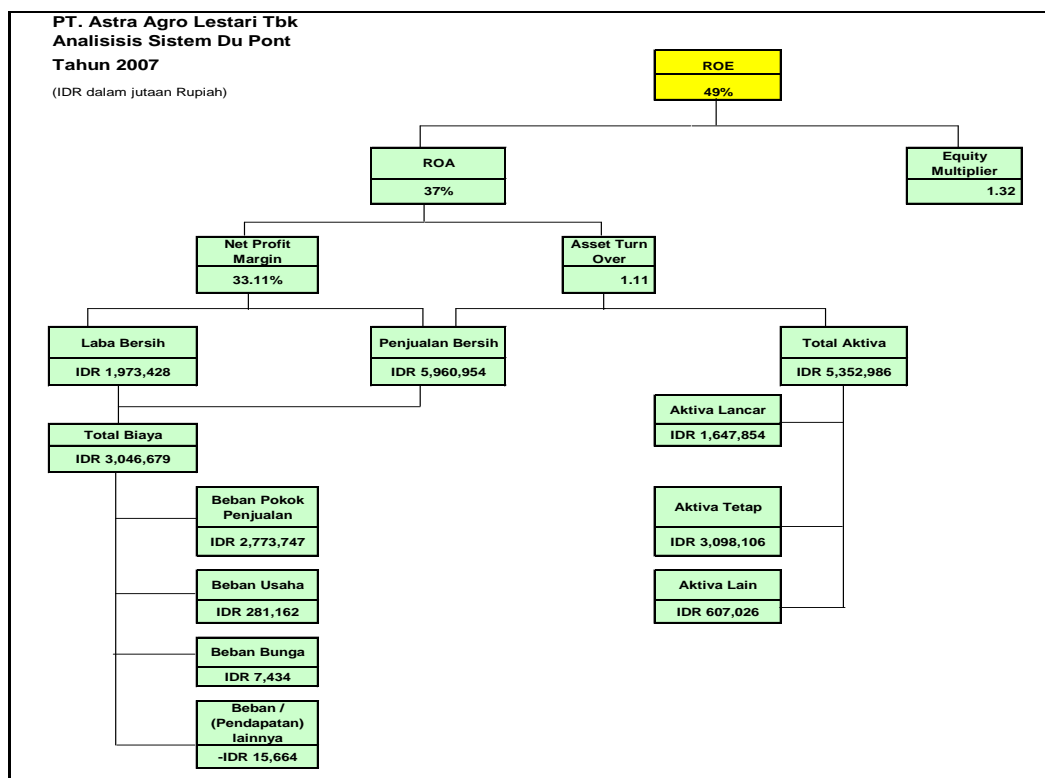 PT. Astra Agro Lestari Tbk
Analisisis Sistem Du Pont
Tahun 2007
(IDR dalam jutaan Rupiah)
ROE
49%
ROA
37%
Equity
Multiplier
1.32
Net Profit
Margin
33.11%
Asset Turn
Over
1.11
Laba Bersih
IDR 1,973,428
Penjualan Bersih
IDR 5,960,954
Total Aktiva
IDR 5,352,986
Aktiva Lancar
IDR 1,647,854
Total Biaya
IDR 3,046,679
Beban Pokok
Penjualan
IDR 2,773,747
Aktiva Tetap
IDR 3,098,106
Beban Usaha
IDR 281,162
Aktiva Lain
IDR 607,026
Beban Bunga
IDR 7,434
Beban /
(Pendapatan)
lainnya
-IDR 15,664